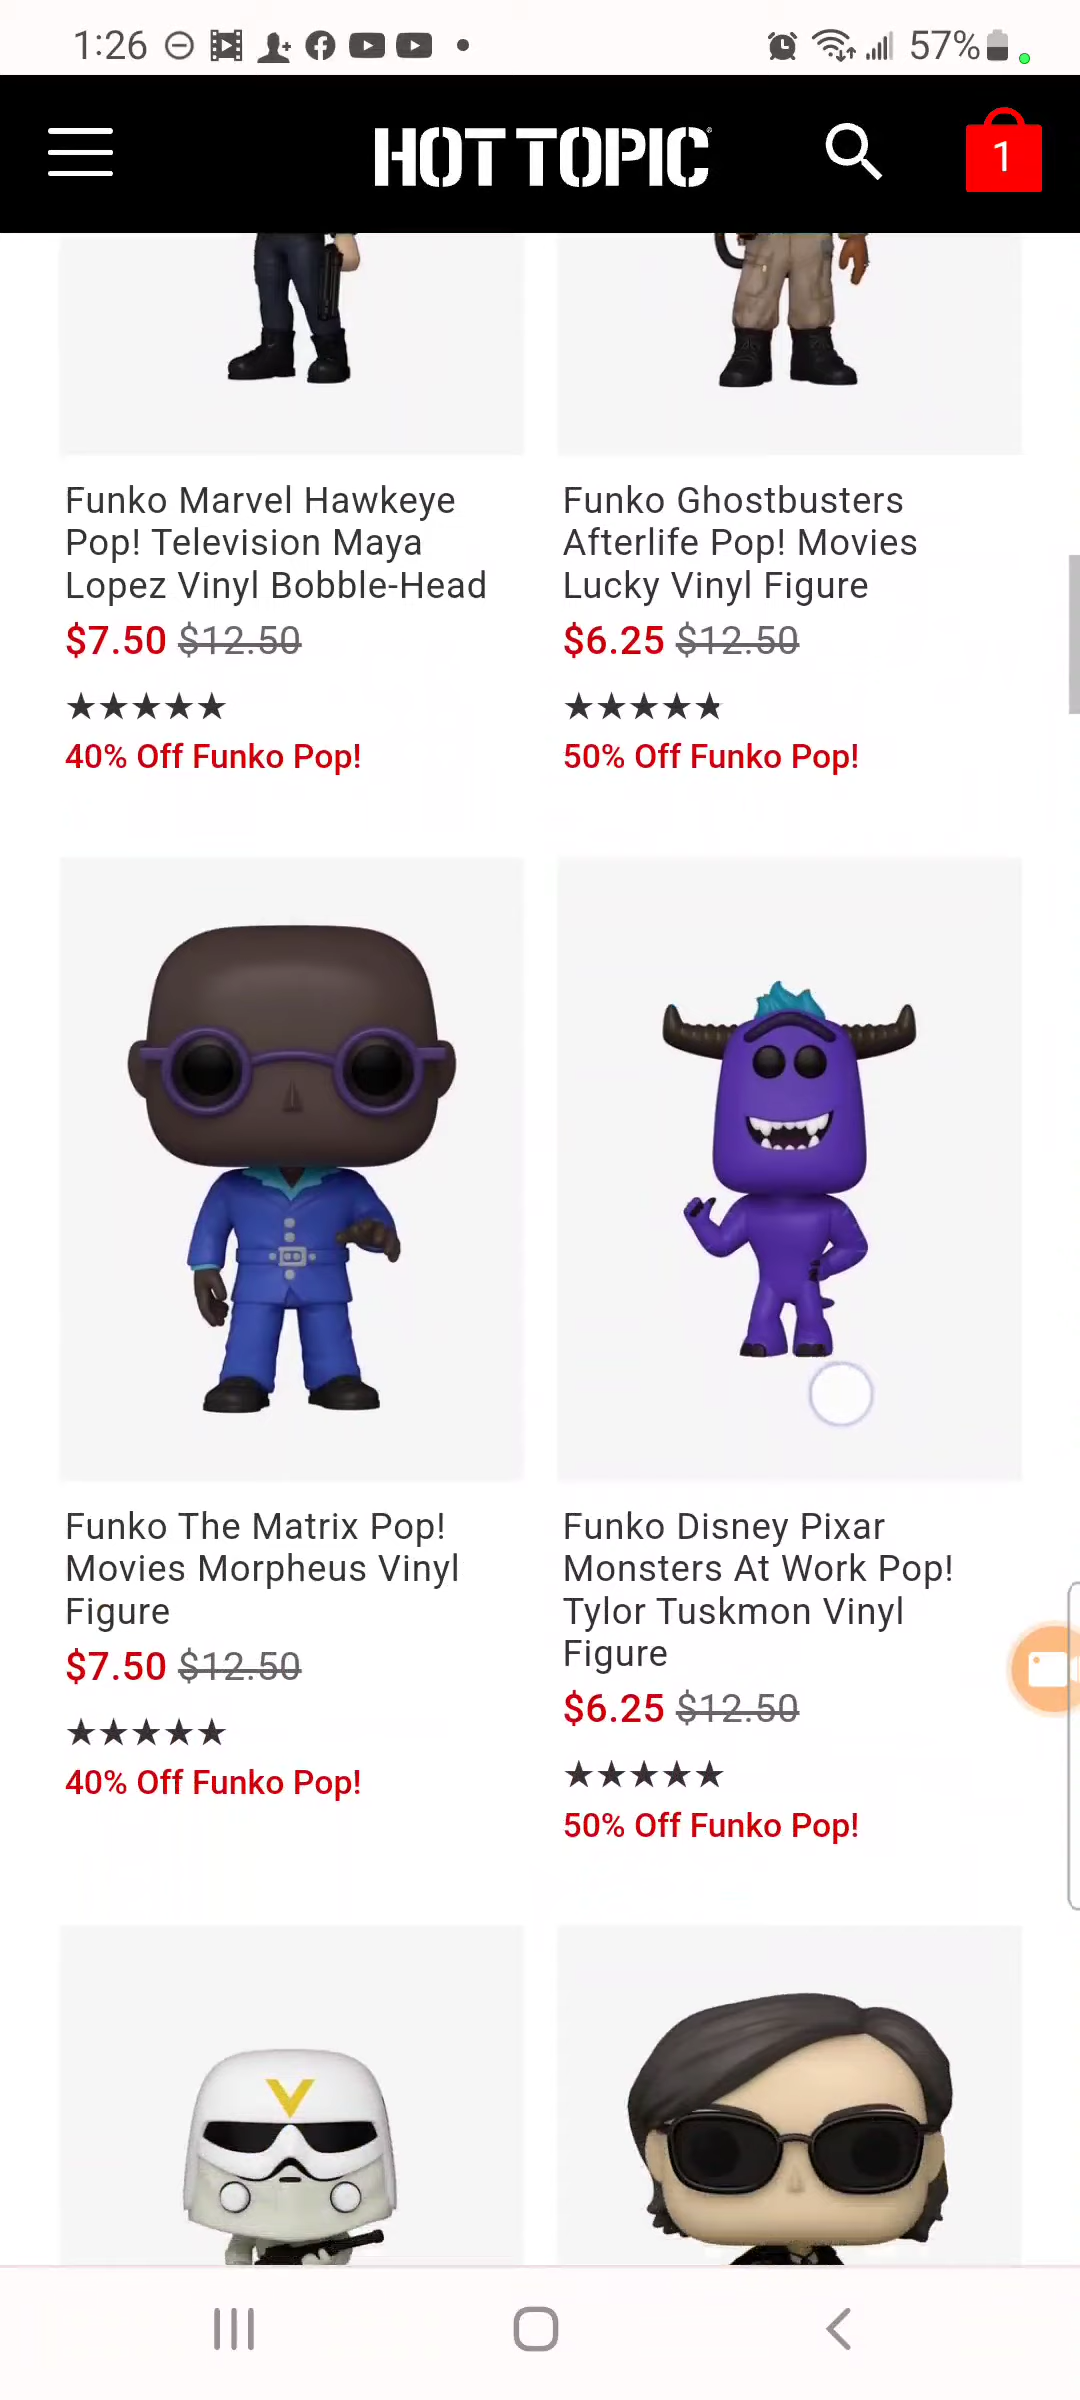 1:26
57%
HOT TOPIC
1
Funko Marvel Hawkeye
Pop! Television Maya
Lopez Vinyl Bobble-Head
$7.50 $12.50
40% Off Funko Pop!
Funko Ghostbusters
Afterlife Pop! Movies
Lucky Vinyl Figure
$6.25 $12.50
50% Off Funko Pop!
Funko The Matrix Pop!
Movies Morpheus Vinyl
Figure
$7.50 $12.50
40% Off Funko Pop!
Funko Disney Pixar
Monsters At Work Pop!
Tylor Tuskmon Vinyl
Figure
$6.25 $12.50
50% Off Funko Pop!
V